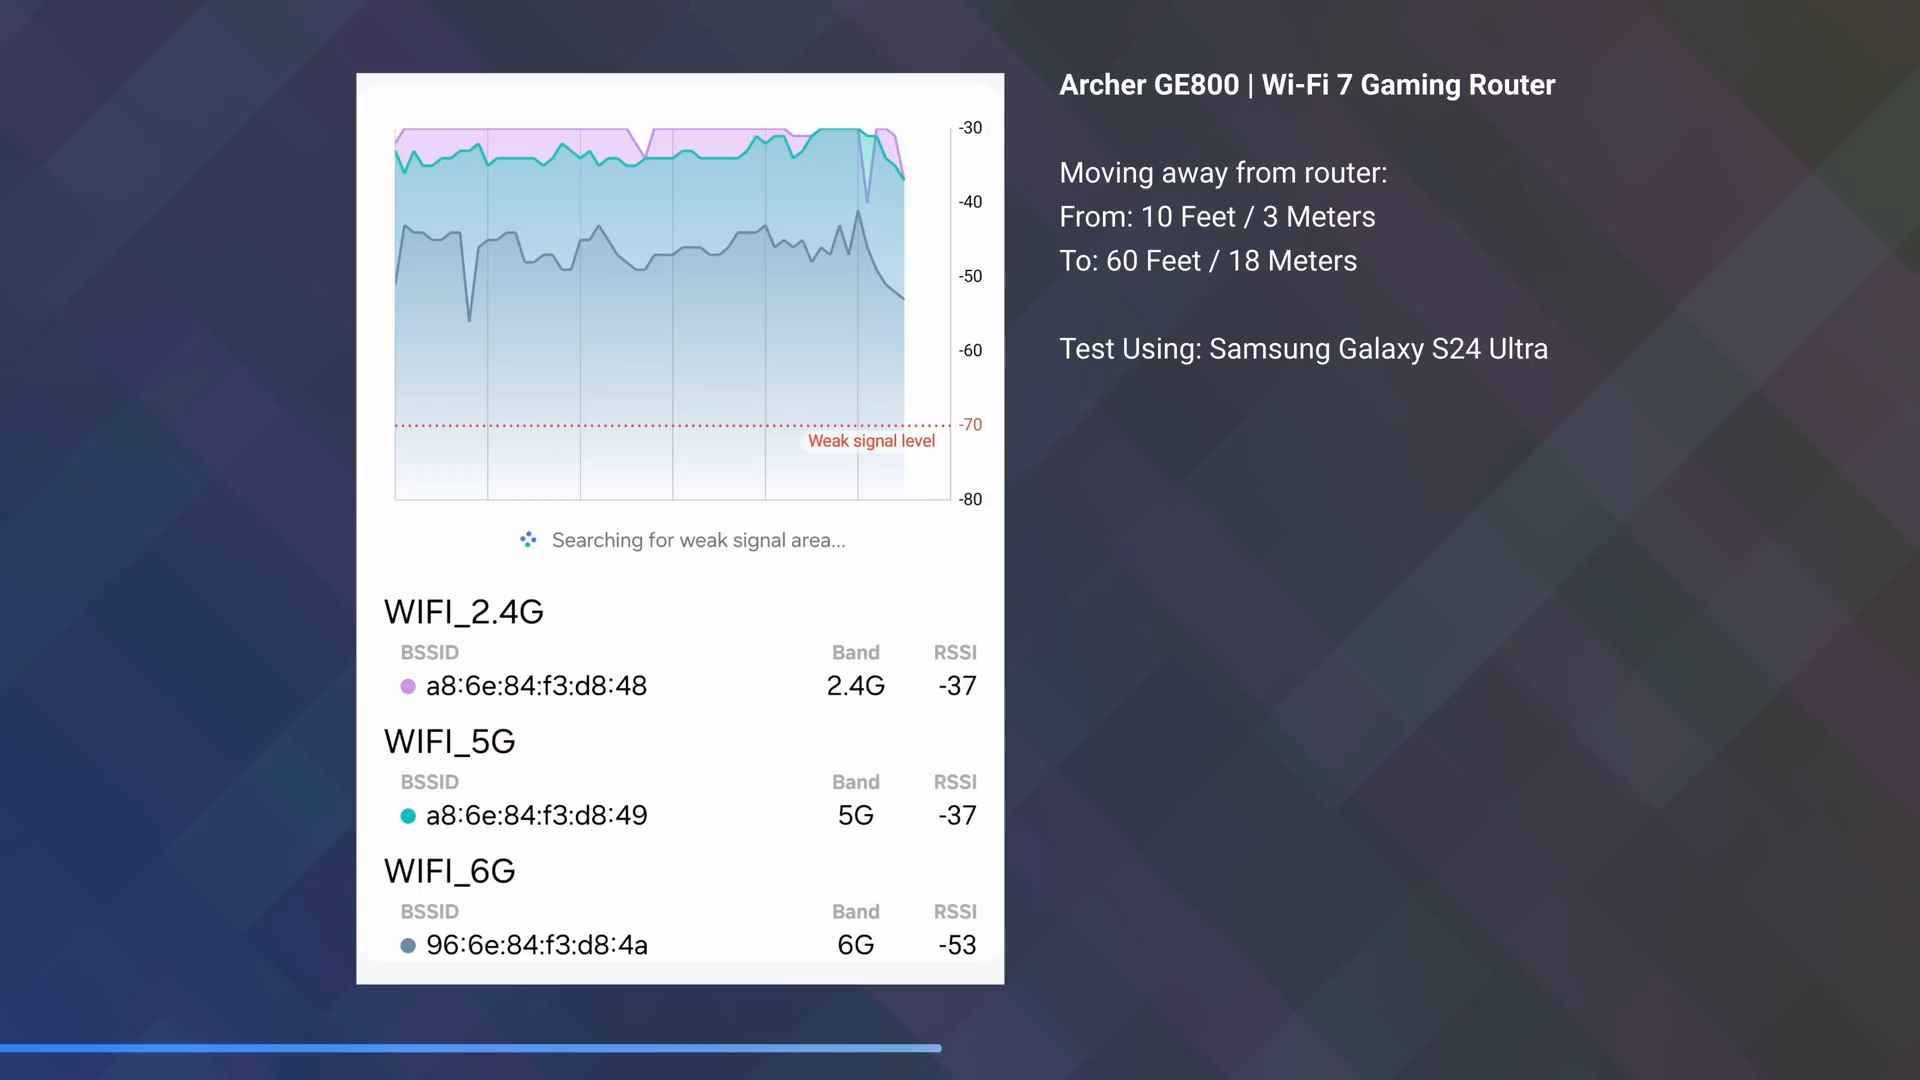 Archer GE800 | Wi-Fi 7 Gaming Router
Moving away from router:
From: 10 Feet / 3 Meters
To: 60 Feet / 18 Meters
Test Using: Samsung Galaxy S24 Ultra
-30
-40
-50
-60
-70
Weak signal level
-80
Searching for weak signal area...
WIFI_2.4G
BSSID Band RSSI
a8:6e:84:f3:d8:48 2.4G -37
WIFI_5G
BSSID Band RSSI
a8:6e:84:f3:d8:49 5G -37
WIFI_6G
BSSID Band RSSI
96:6e:84:f3:d8:4a 6G -53